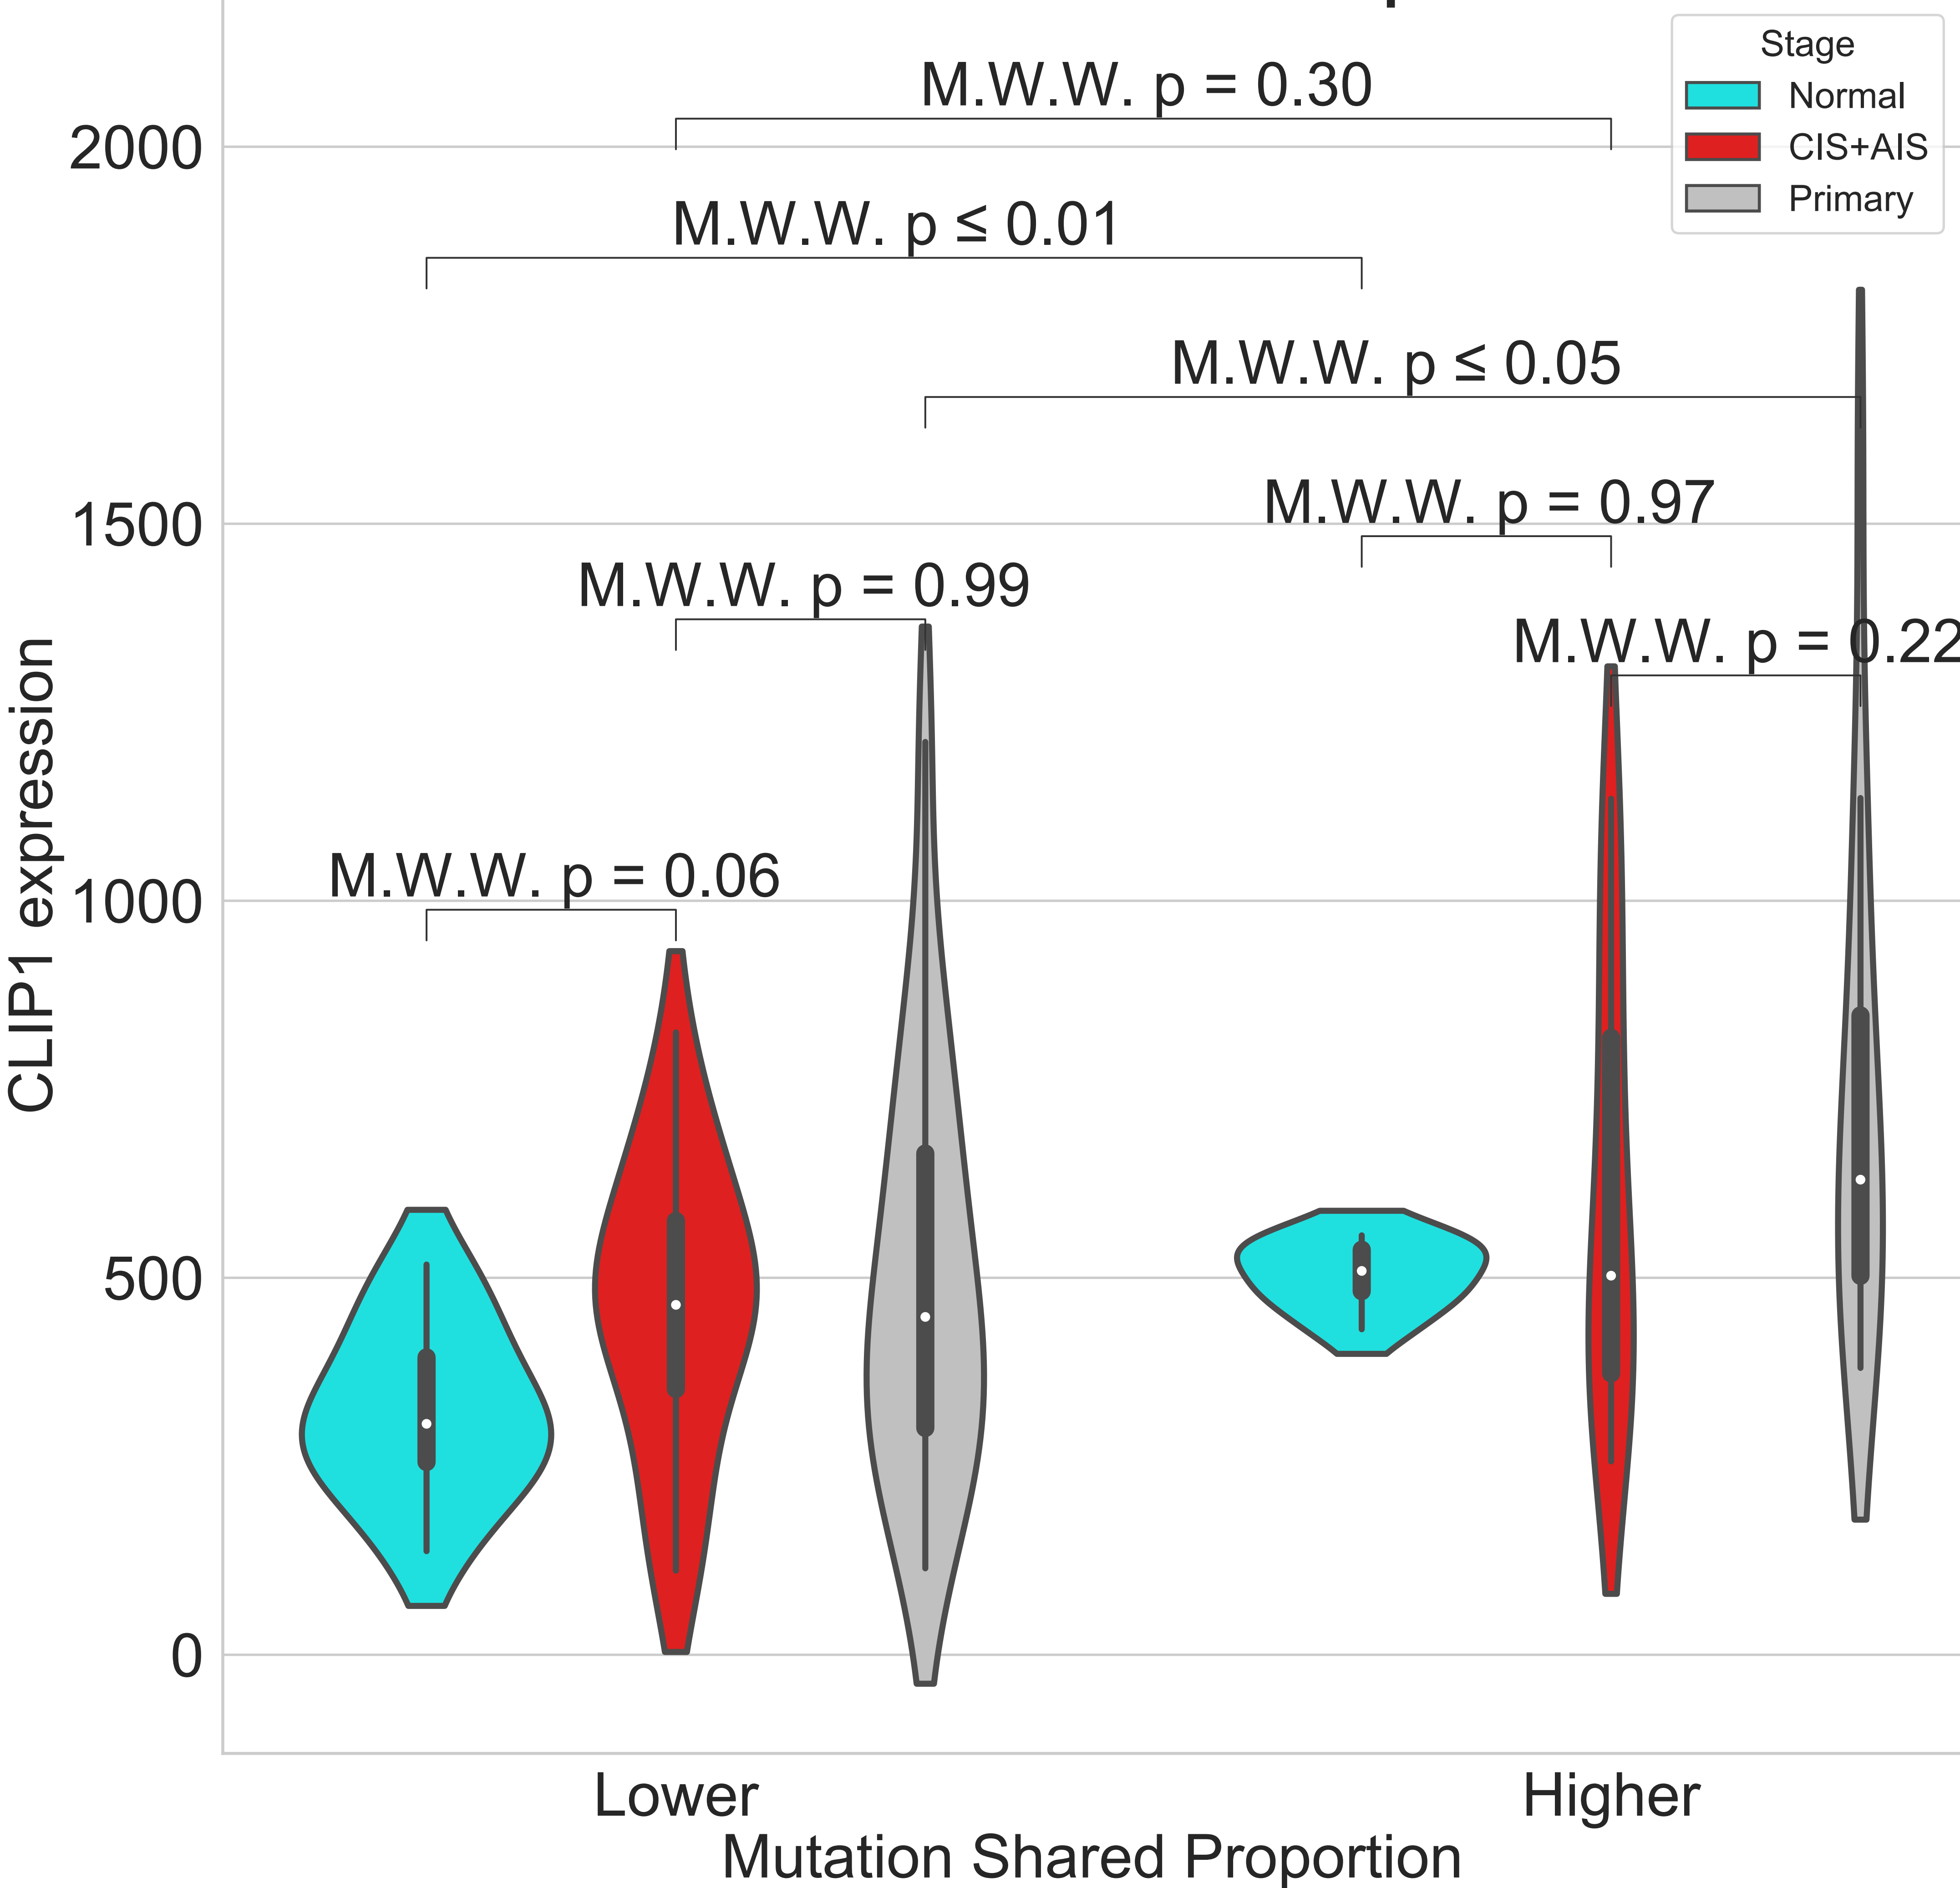 Stage
Normal
CIS+AIS
Primary
M.W.W. p = 0.30
M.W.W. p ≤ 0.01
M.W.W. p ≤ 0.05
M.W.W. p = 0.97
M.W.W. p = 0.99
M.W.W. p = 0.22
M.W.W. p = 0.06
2000
1500
1000
500
0
CLIP1 expression
Lower
Higher
Mutation Shared Proportion